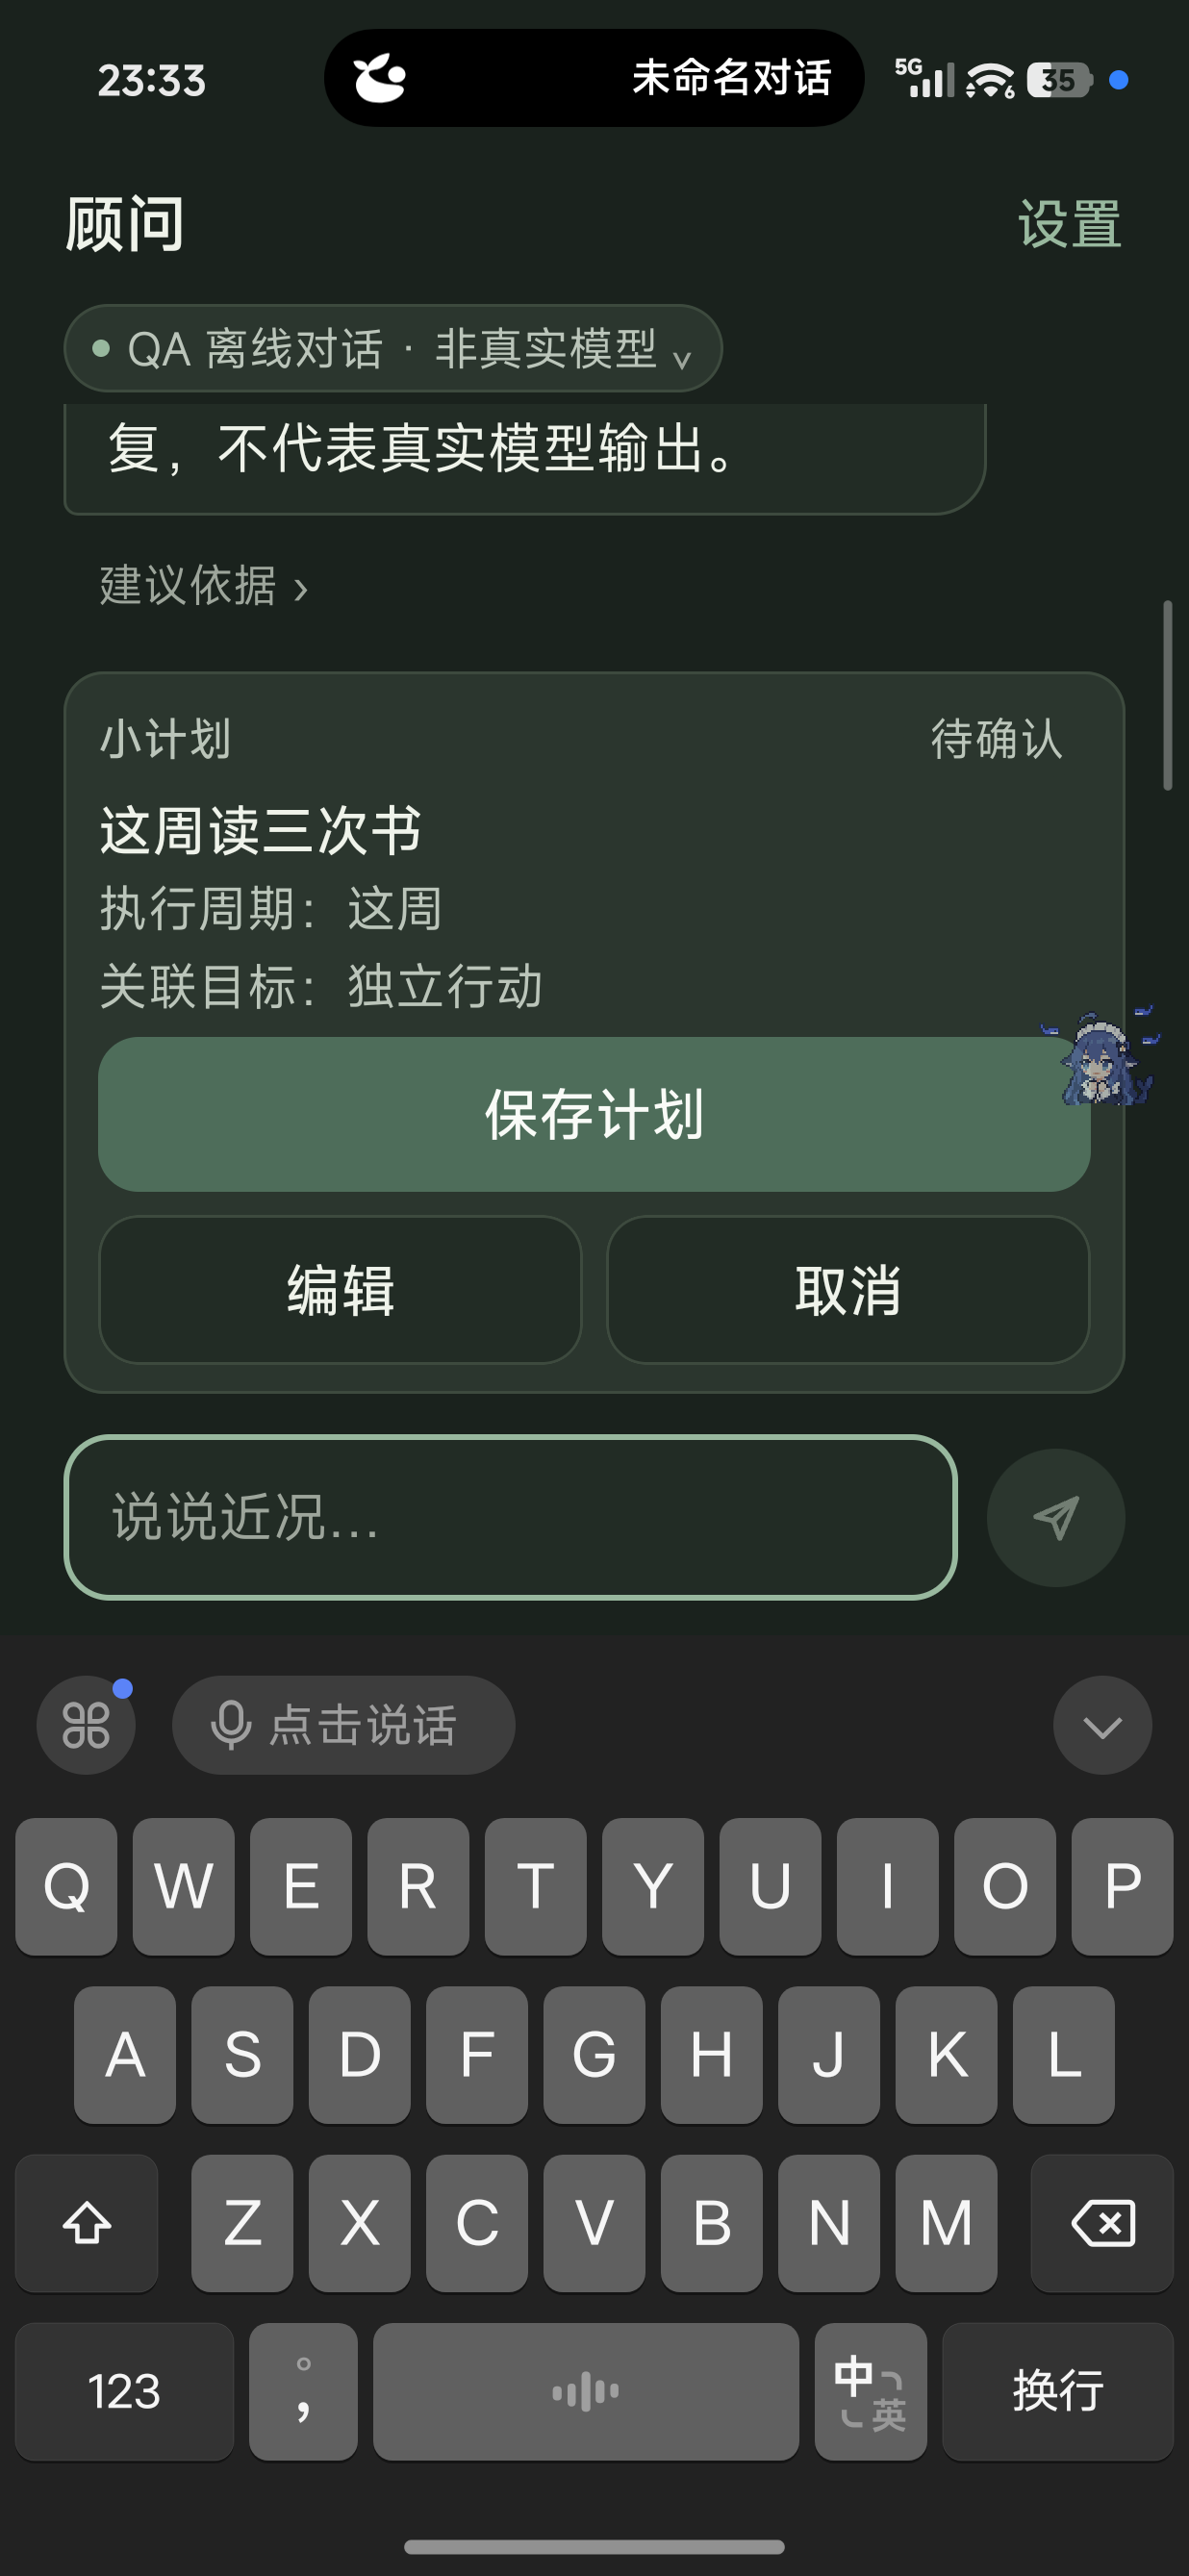 23:33
未命名对话
5G
6
35
顾问
设置
QA 离线对话 · 非真实模型
复，不代表真实模型输出。
建议依据 ›
小计划
待确认
这周读三次书
执行周期：这周
关联目标：独立行动
保存计划
编辑
取消
说说近况...
点击说话
Q W E R T Y U I O P
A S D F G H J K L
Z X C V B N M
123
。
，
中
英
换行